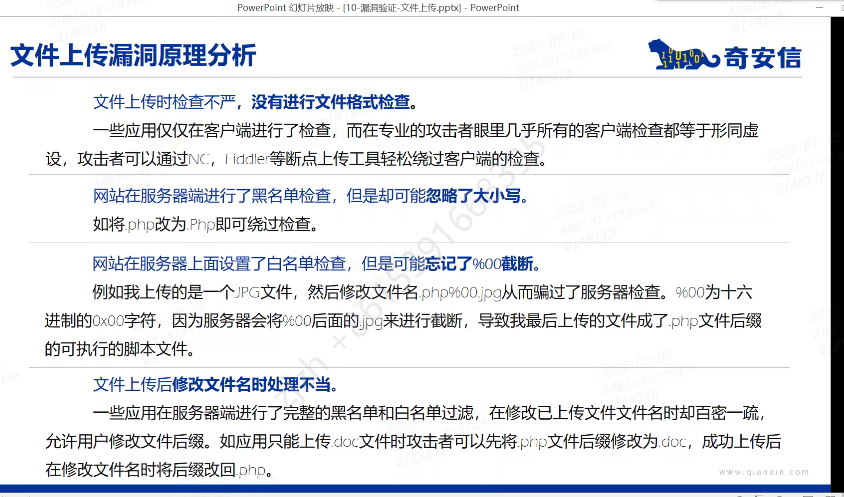 PowerPoint 幻灯片放映 - [10-漏洞验证-文件上传.pptx] - PowerPoint
文件上传漏洞原理分析
奇安信
文件上传时检查不严，没有进行文件格式检查。
一些应用仅仅在客户端进行了检查，而在专业的攻击者眼里几乎所有的客户端检查都等于形同虚
设，攻击者可以通过NC，Fiddler等断点上传工具轻松绕过客户端的检查。
网站在服务器端进行了黑名单检查，但是却可能忽略了大小写。
如将.php改为.Php即可绕过检查。
网站在服务器上面设置了白名单检查，但是可能忘记了%00截断。
例如我上传的是一个JPG文件，然后修改文件名.php%00.jpg从而骗过了服务器检查。%00为十六
进制的0x00字符，因为服务器会将%00后面的.jpg来进行截断，导致我最后上传的文件成了.php文件后缀
的可执行的脚本文件。
文件上传后修改文件名时处理不当。
一些应用在服务器端进行了完整的黑名单和白名单过滤，在修改已上传文件文件名时却百密一疏，
允许用户修改文件后缀。如应用只能上传.doc文件时攻击者可以先将.php文件后缀修改为.doc，成功上传后
在修改文件名时将后缀改回.php。
www.qianxin.com